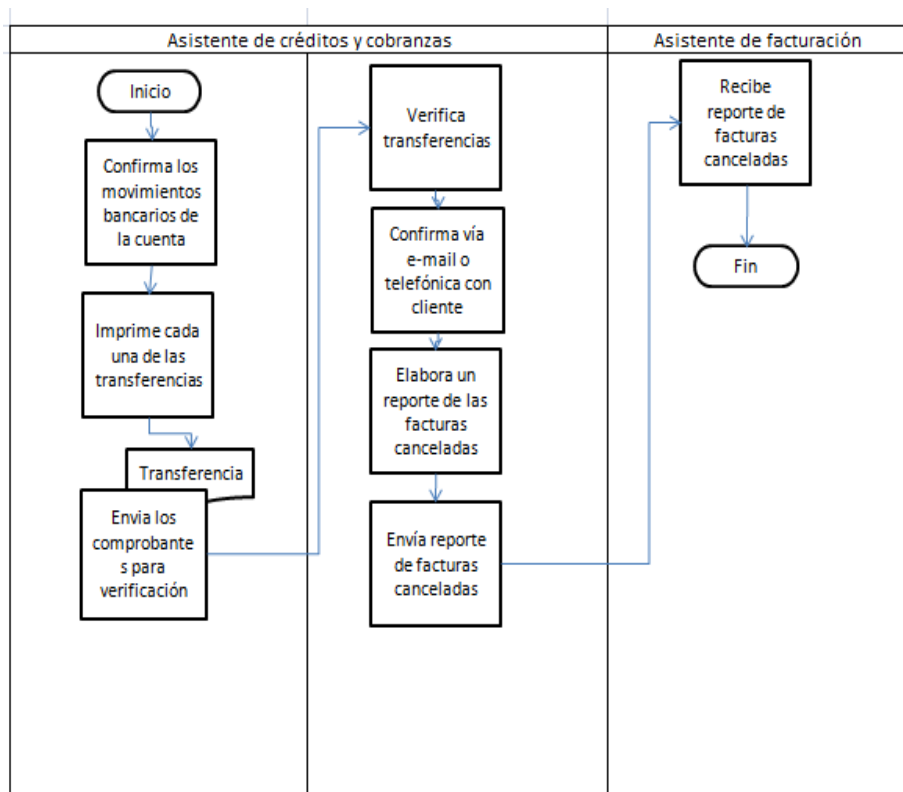 Asistente de créditos y cobranzas
Asistente de facturación
Inicio
Confirma los
movimientos
bancarios de
la cuenta
Imprime cada
una de las
transferencias
Transferencia
Envia los
comprobante
s para
verificación
Verifica
transferencias
Confirma vía
e-mail o
telefónica con
cliente
Elabora un
reporte de las
facturas
canceladas
Envía reporte
de facturas
canceladas
Recibe
reporte de
facturas
canceladas
Fin